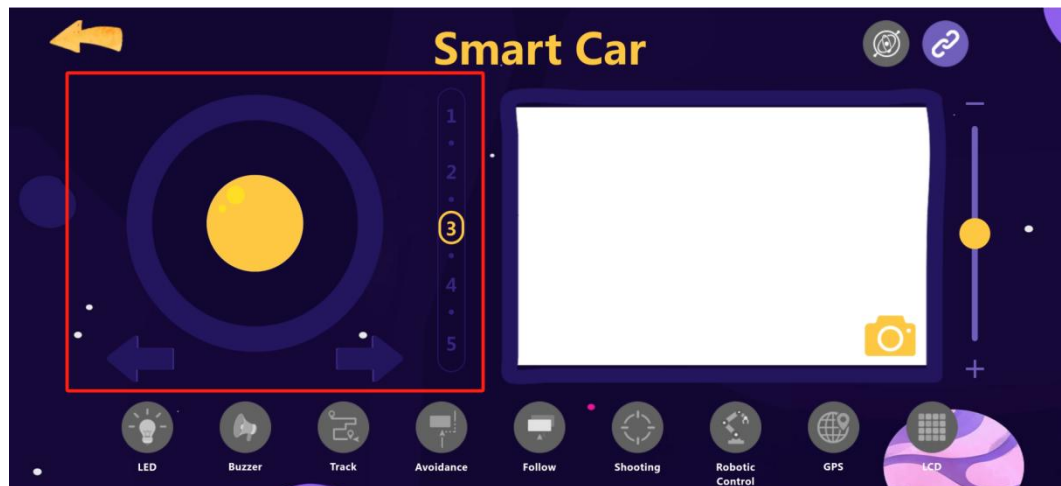 Smart Car
1
2
3
4
5
LED
Buzzer
Track
Avoidance
Follow
Shooting
Robotic
Control
GPS
LCD